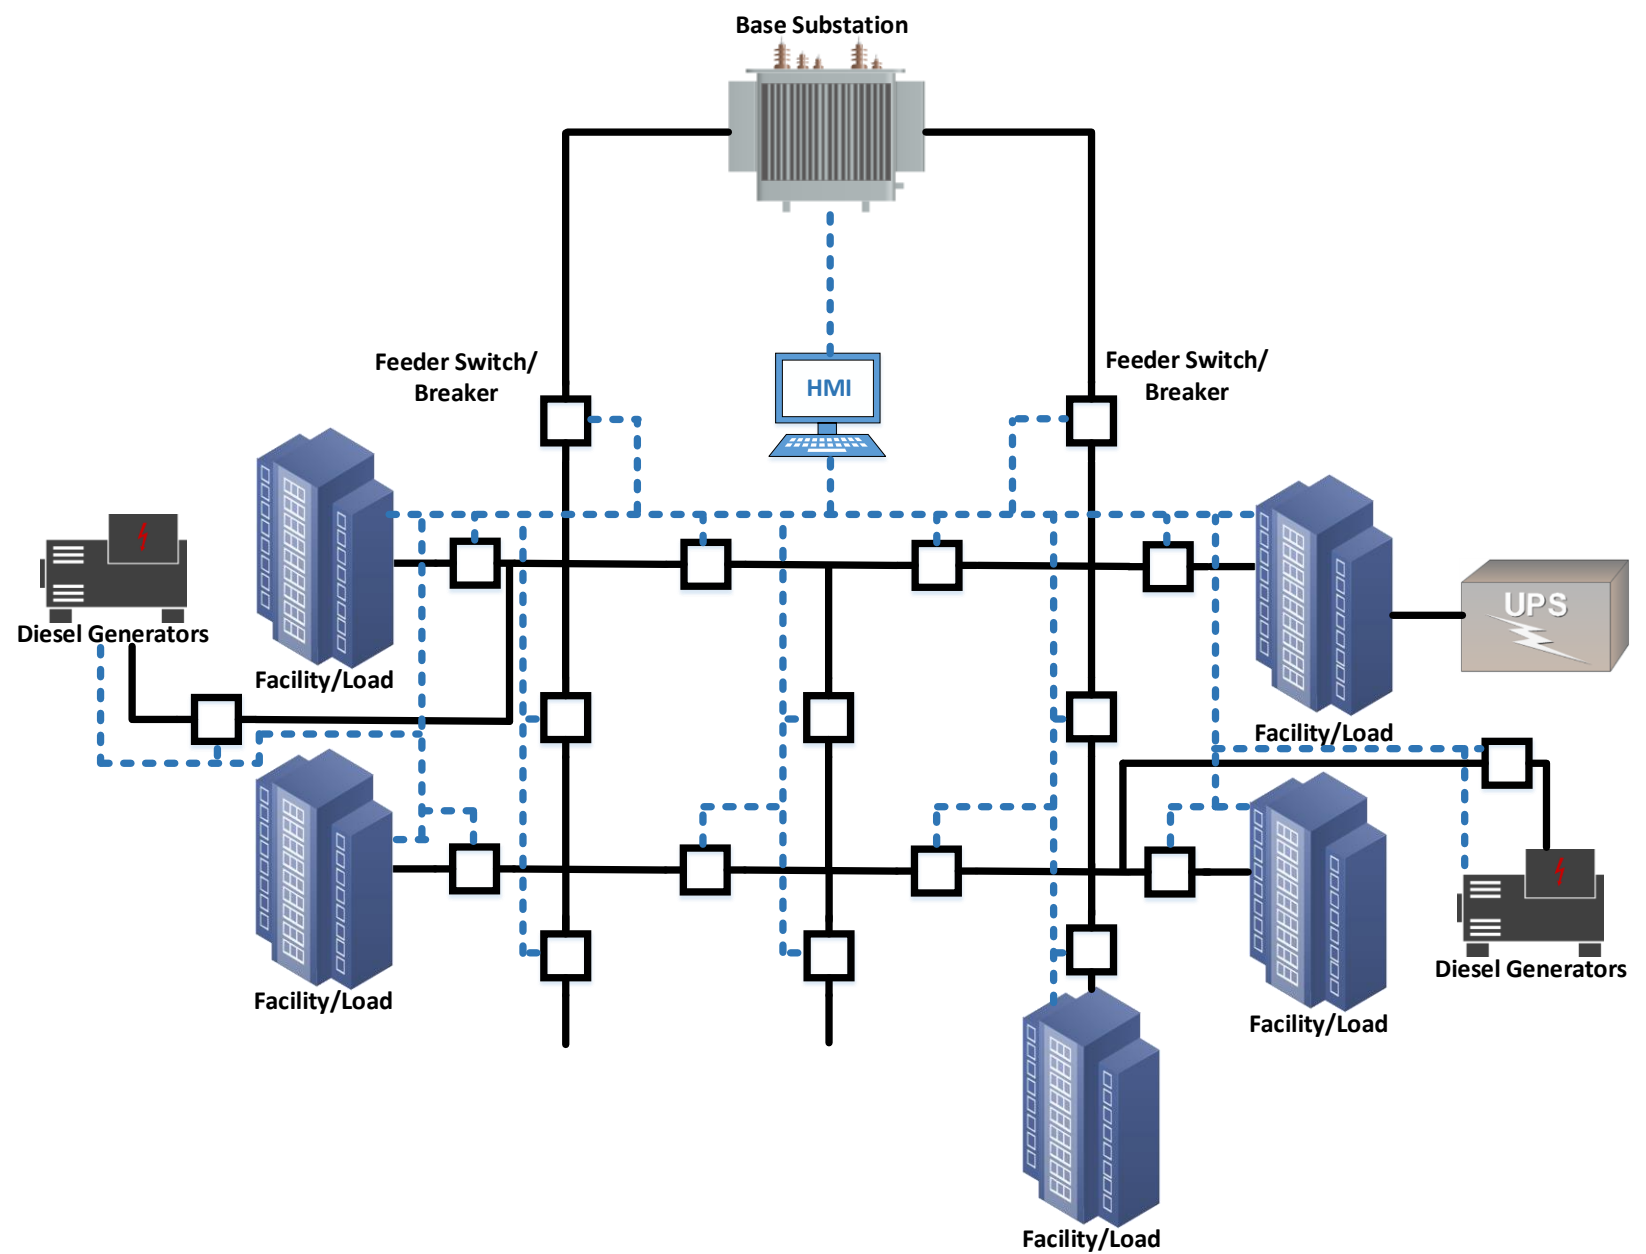 Base Substation
Feeder Switch/
Breaker
HMI
Feeder Switch/
Breaker
UPS
Diesel Generators
Facility/Load
Facility/Load
Diesel Generators
Facility/Load
Facility/Load
Facility/Load